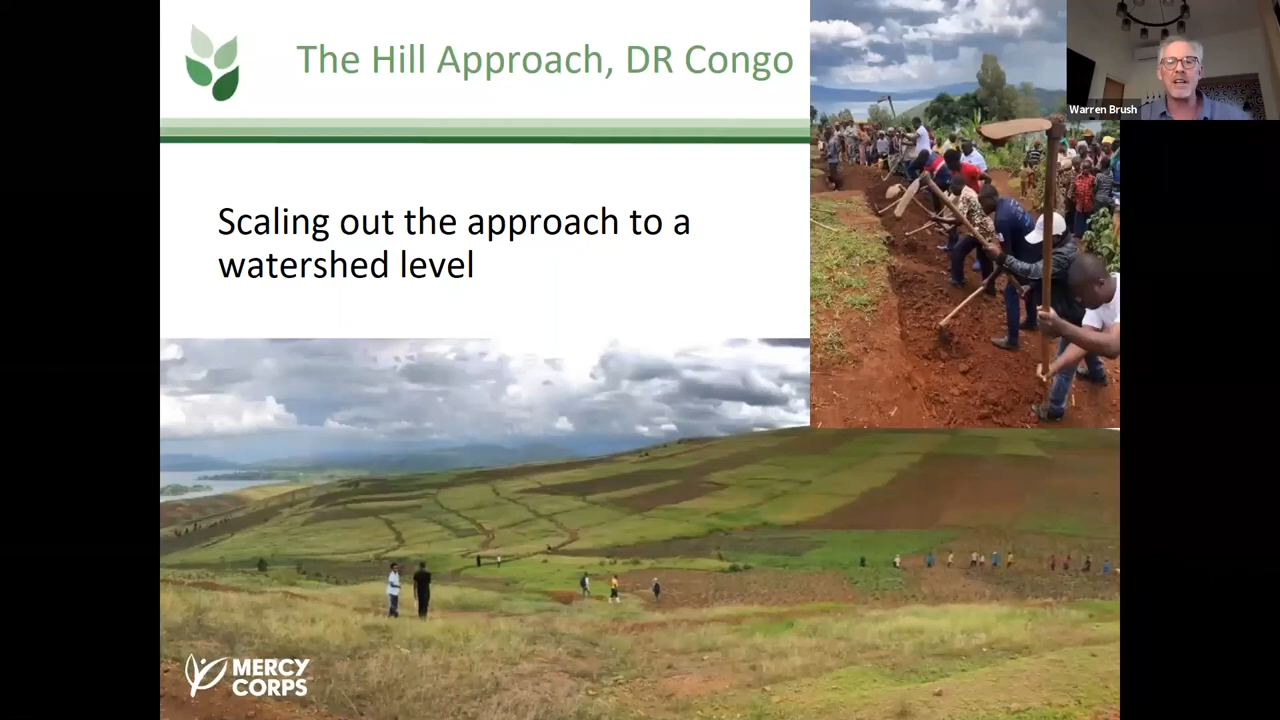 The Hill Approach, DR Congo
Warren Brush
Scaling out the approach to a
watershed level
MERCY
CORPS